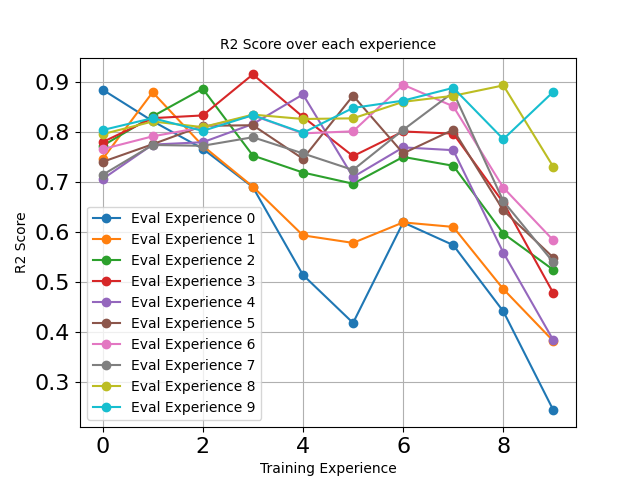 R2 Score over each experience
R2 Score
0.9
0.8
0.7
0.6
0.5
0.4
0.3
Eval Experience 0
Eval Experience 1
Eval Experience 2
Eval Experience 3
Eval Experience 4
Eval Experience 5
Eval Experience 6
Eval Experience 7
Eval Experience 8
Eval Experience 9
0 2 4 6 8
Training Experience